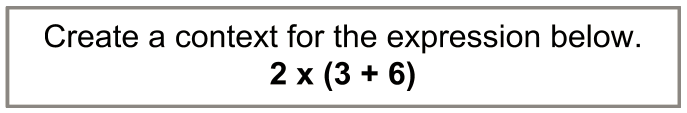 Create a context for the expression below.
2 x (3 + 6)